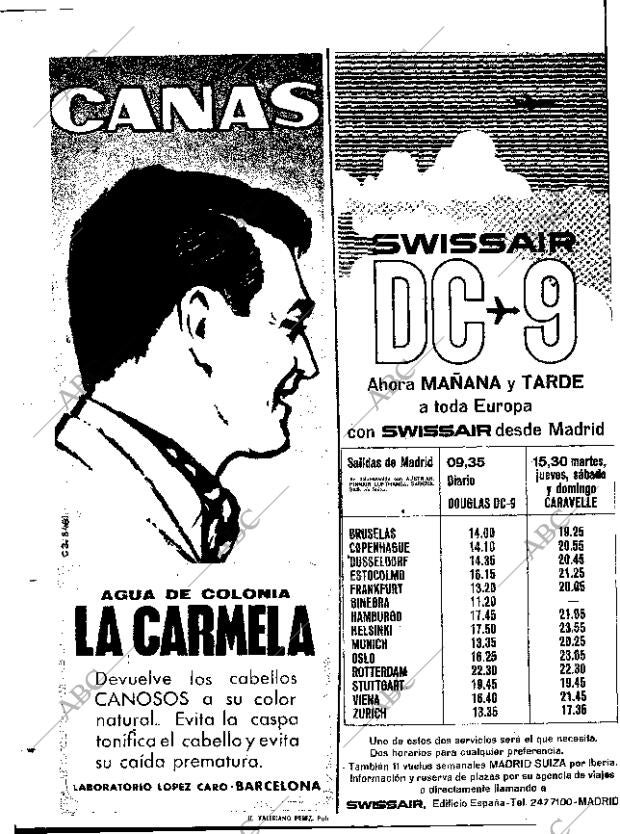 CANAS
AGUA DE COLONIA
LA CARMELA
Devuelve los cabellos
CANOSOS a su color
natural. Evita la caspa
tonifica el cabello y evita
su caída prematura.
LABORATORIO LOPEZ CARO - BARCELONA
SWISSAIR
DC-9
Ahora MAÑANA y TARDE
a toda Europa
con SWISSAIR desde Madrid
Salidas de Madrid 09,35 15,30 martes,
Diario jueves, sábado
y domingo
DOUGLAS DC-9 CARAVELLE
BRUSELAS 14.00 19.25
COPENHAGUE 14.10 20.55
DUSSELDORF 14.35 20.45
ESTOCOLMO 16.15 21.25
FRANKFURT 13.20 20.05
GINEBRA 11.20 —
HAMBURGO 17.45 21.05
HELSINKI 17.50 23.55
MUNICH 13.35 20.25
OSLO 16.25 23.05
ROTTERDAM 22.30 22.30
STUTTGART 19.45 19.45
VIENA 16.40 21.45
ZURICH 13.35 17.35
Uno de estos dos servicios será el que necesita.
Dos horarios para cualquier preferencia.
También 11 vuelos semanales MADRID SUIZA por Iberia.
Información y reserva de plazas por su agencia de viajes
o directamente llamando a
SWISSAIR, Edificio España - Tel. 2477100 - MADRID